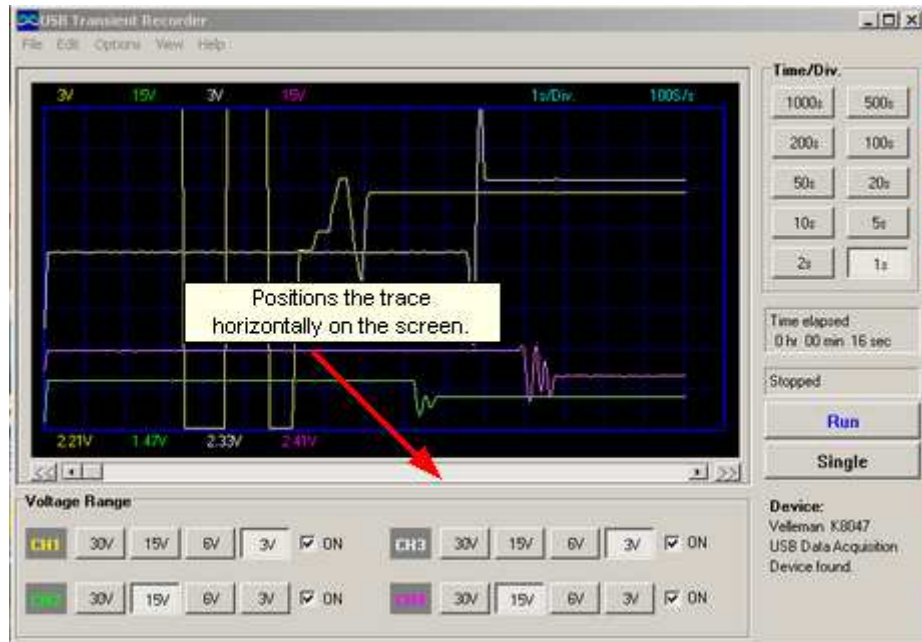 USB Transient Recorder
File Edit Options View Help
3V 15V 3V 15V 1s/Div. 100S/s
Positions the trace
horizontally on the screen.
2.21V 1.47V 2.33V 2.41V
<< >>
Time/Div.
1000s 500s
200s 100s
50s 20s
10s 5s
2s 1s
Time elapsed
0 hr 00 min 16 sec
Stopped
Run
Single
Voltage Range
CH1 30V 15V 6V 3V ON CH3 30V 15V 6V 3V ON
CH2 30V 15V 6V 3V ON CH4 30V 15V 6V 3V ON
Device:
Velleman K8047
USB Data Acquisition
Device found.